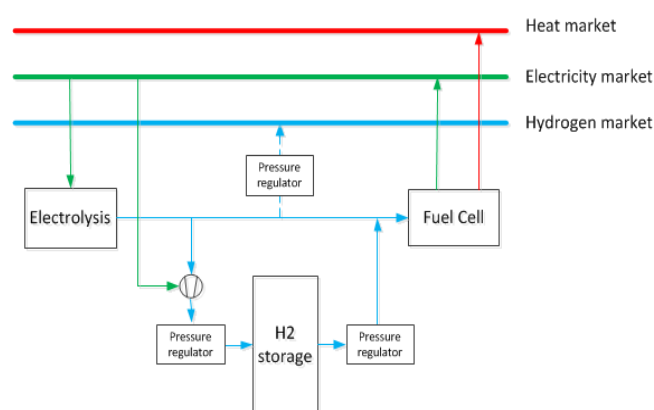 Heat market
Electricity market
Hydrogen market
Pressure
regulator
Electrolysis
Fuel Cell
Pressure
regulator
H2
storage
Pressure
regulator